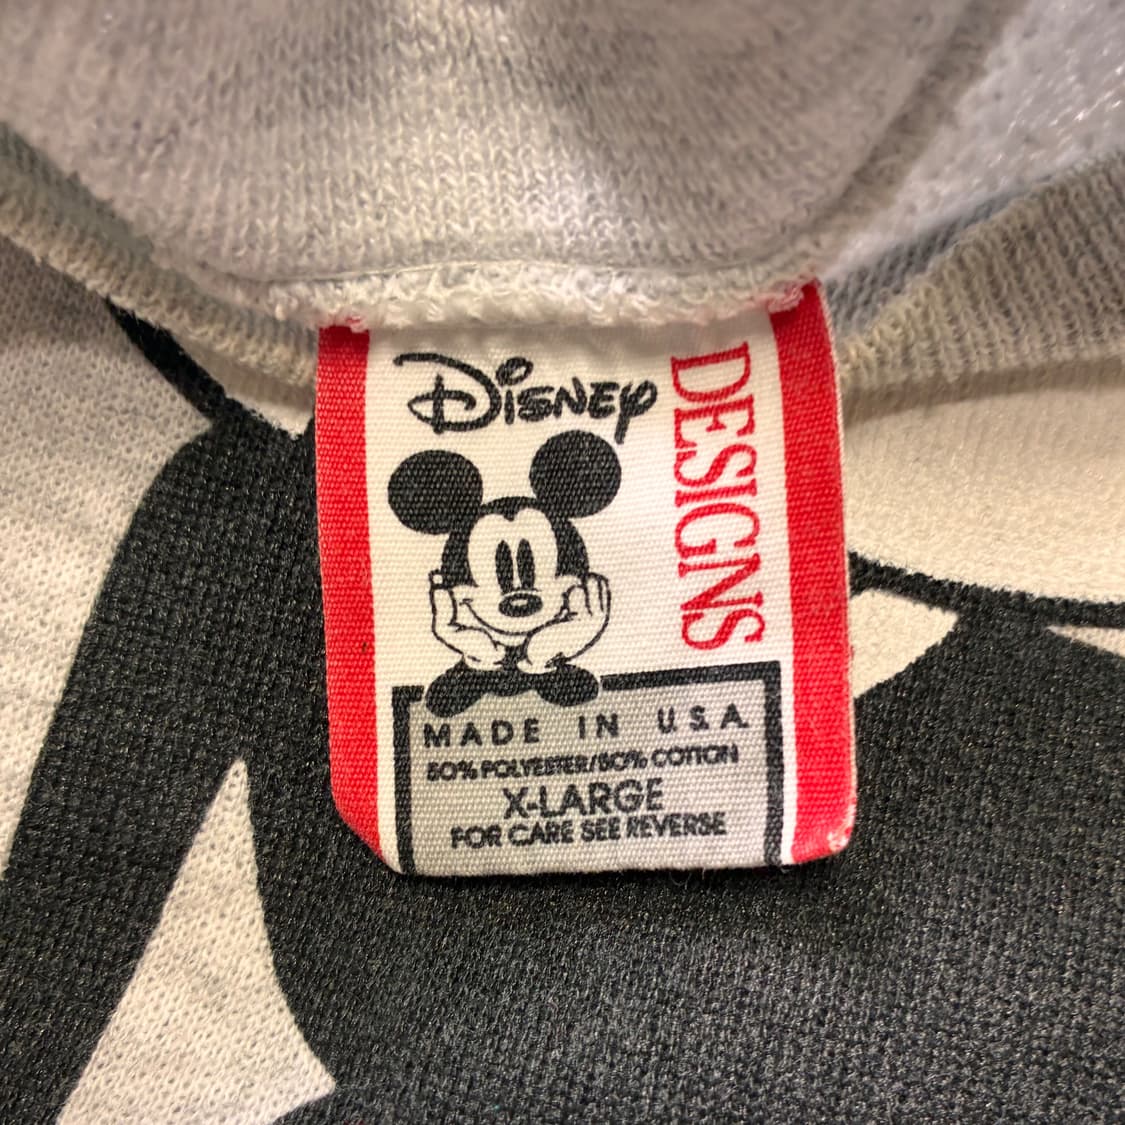 Disney
DESIGNS
MADE IN U.S.A.
50% POLYESTER/50% COTTON
X-LARGE
FOR CARE SEE REVERSE